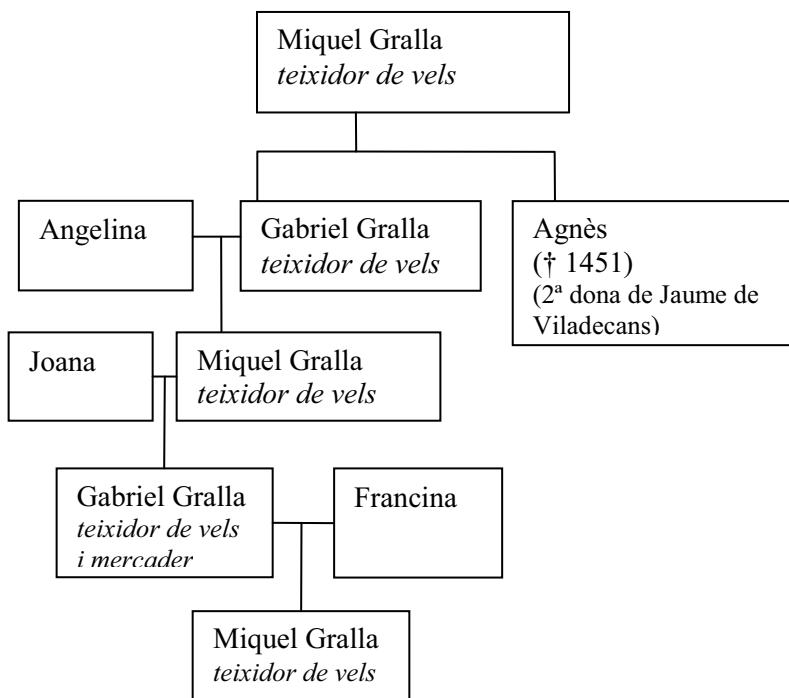 Miquel Gralla
teixidor de vels
Angelina
Gabriel Gralla
teixidor de vels
Agnès
(† 1451)
(2ª dona de Jaume de
Viladecans)
Joana
Miquel Gralla
teixidor de vels
Gabriel Gralla
teixidor de vels
i mercader
Francina
Miquel Gralla
teixidor de vels